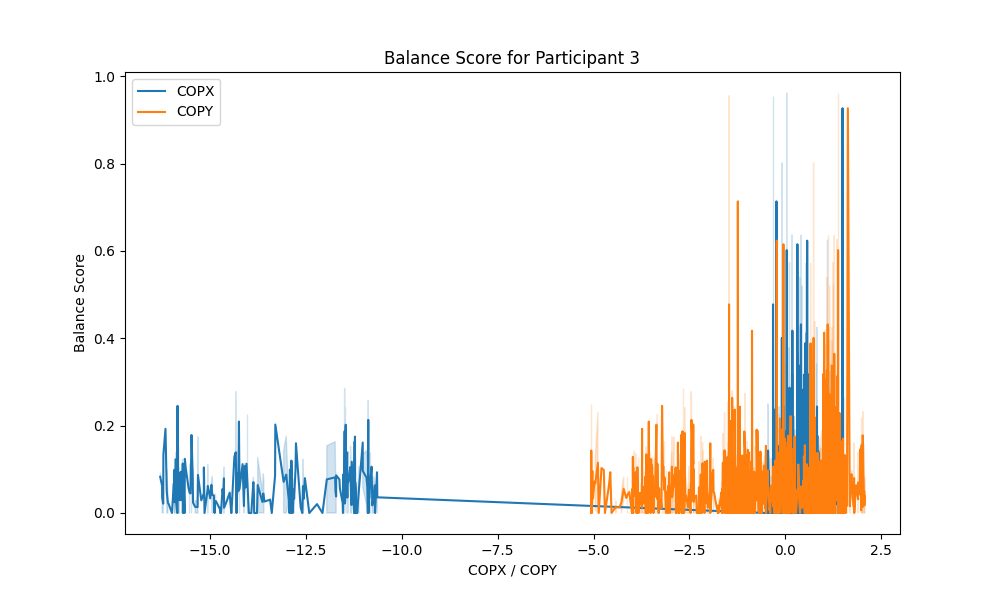 Balance Score for Participant 3
COPX
COPY
1.0
0.8
0.6
0.4
0.2
0.0
Balance Score
−15.0 −12.5 −10.0 −7.5 −5.0 −2.5 0.0 2.5
COPX / COPY